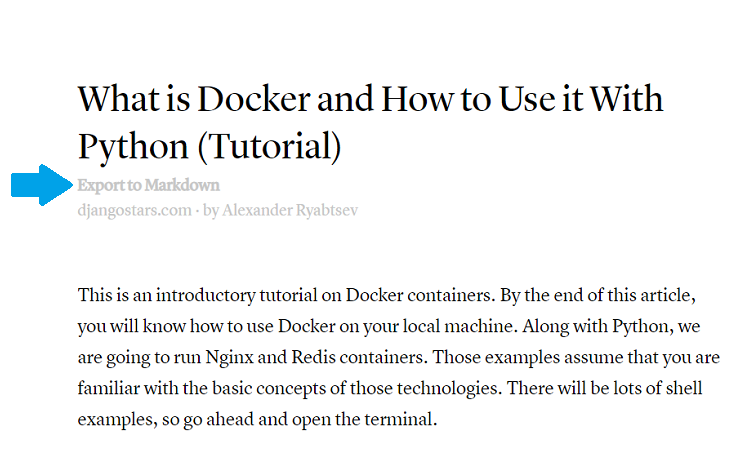 What is Docker and How to Use it With
Python (Tutorial)
Export to Markdown
djangostars.com · by Alexander Ryabtsev
This is an introductory tutorial on Docker containers. By the end of this article,
you will know how to use Docker on your local machine. Along with Python, we
are going to run Nginx and Redis containers. Those examples assume that you are
familiar with the basic concepts of those technologies. There will be lots of shell
examples, so go ahead and open the terminal.